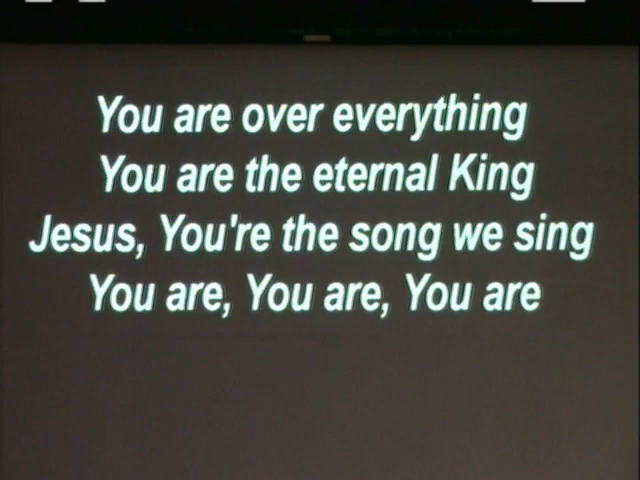 You are over everything
You are the eternal King
Jesus, You're the song we sing
You are, You are, You are